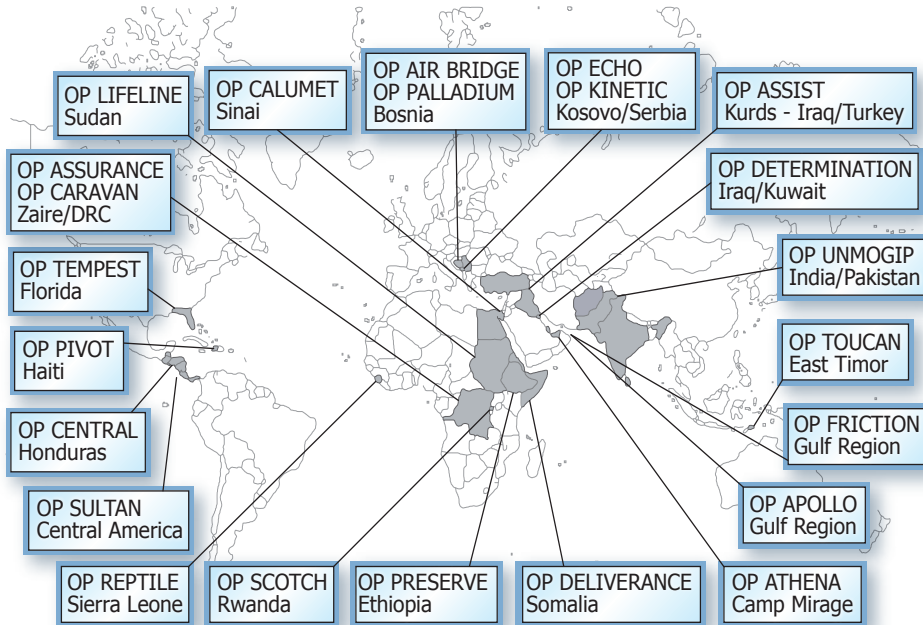 OP LIFELINE
Sudan
OP CALUMET
Sinai
OP AIR BRIDGE
OP PALLADIUM
Bosnia
OP ECHO
OP KINETIC
Kosovo/Serbia
OP ASSIST
Kurds - Iraq/Turkey
OP ASSURANCE
OP CARAVAN
Zaire/DRC
OP DETERMINATION
Iraq/Kuwait
OP TEMPEST
Florida
OP UNMOGIP
India/Pakistan
OP PIVOT
Haiti
OP TOUCAN
East Timor
OP CENTRAL
Honduras
OP FRICTION
Gulf Region
OP SULTAN
Central America
OP APOLLO
Gulf Region
OP REPTILE
Sierra Leone
OP SCOTCH
Rwanda
OP PRESERVE
Ethiopia
OP DELIVERANCE
Somalia
OP ATHENA
Camp Mirage